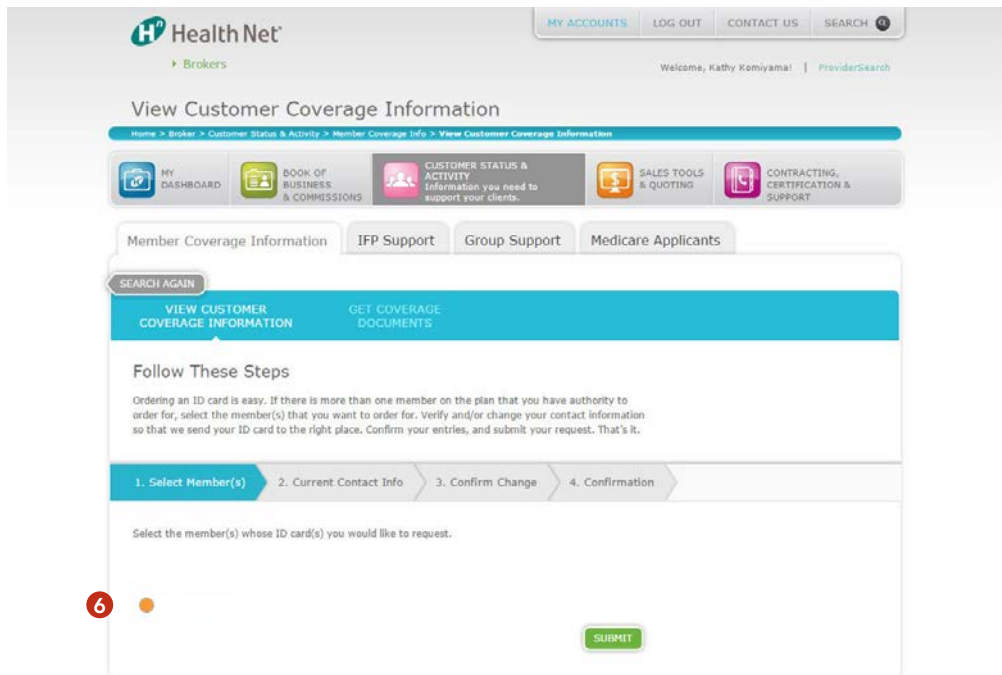 Health Net
MY ACCOUNTS LOG OUT CONTACT US SEARCH
Brokers
Welcome, Kathy Komiyama! | ProviderSearch
View Customer Coverage Information
Home > Broker > Customer Status & Activity > Member Coverage Info > View Customer Coverage Information
MY
DASHBOARD
BOOK OF
BUSINESS
& COMMISSIONS
CUSTOMER STATUS &
ACTIVITY
Information you need to
support your clients.
SALES TOOLS
& QUOTING
CONTRACTING,
CERTIFICATION &
SUPPORT
Member Coverage Information IFP Support Group Support Medicare Applicants
SEARCH AGAIN
VIEW CUSTOMER
COVERAGE INFORMATION
GET COVERAGE
DOCUMENTS
Follow These Steps
Ordering an ID card is easy. If there is more than one member on the plan that you have authority to
order for, select the member(s) that you want to order for. Verify and/or change your contact information
so that we send your ID card to the right place. Confirm your entries, and submit your request. That's it.
1. Select Member(s) 2. Current Contact Info 3. Confirm Change 4. Confirmation
Select the member(s) whose ID card(s) you would like to request.
6
SUBMIT